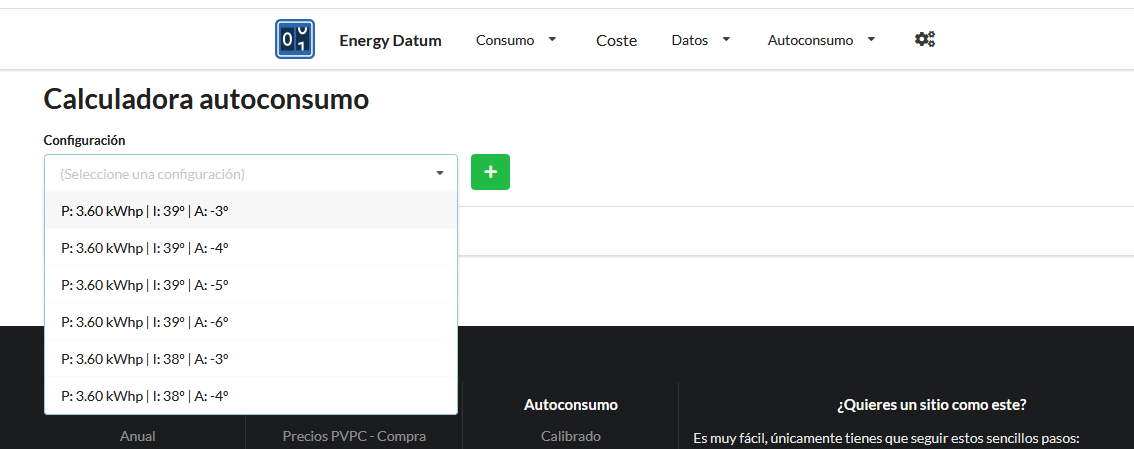 01 Energy Datum Consumo Coste Datos Autoconsumo
Calculadora autoconsumo
Configuración
(Seleccione una configuración)
+
P: 3.60 kWhp | I: 39º | A: -3º
P: 3.60 kWhp | I: 39º | A: -4º
P: 3.60 kWhp | I: 39º | A: -5º
P: 3.60 kWhp | I: 39º | A: -6º
P: 3.60 kWhp | I: 38º | A: -3º
P: 3.60 kWhp | I: 38º | A: -4º
Autoconsumo ¿Quieres un sitio como este?
Anual Precios PVPC - Compra Calibrado Es muy fácil, únicamente tienes que seguir estos sencillos pasos: